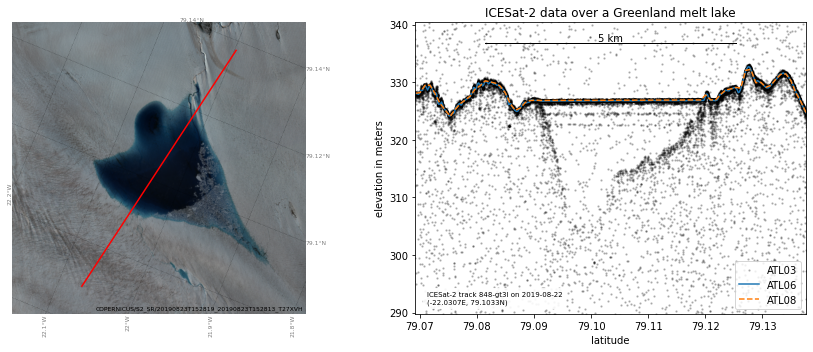 79.14°N
79.14°N
79.12°N
79.1°N
22.2°W
22.1°W
22°W
21.9°W
21.8°W
COPERNICUS/S2_SR/20190823T152819_20190823T152813_T27XVH
ICESat-2 data over a Greenland melt lake
5 km
elevation in meters
340
330
320
310
300
290
ICESat-2 track 848-gt3l on 2019-08-22
(-22.0307E, 79.1033N)
ATL03
ATL06
ATL08
79.07 79.08 79.09 79.10 79.11 79.12 79.13
latitude